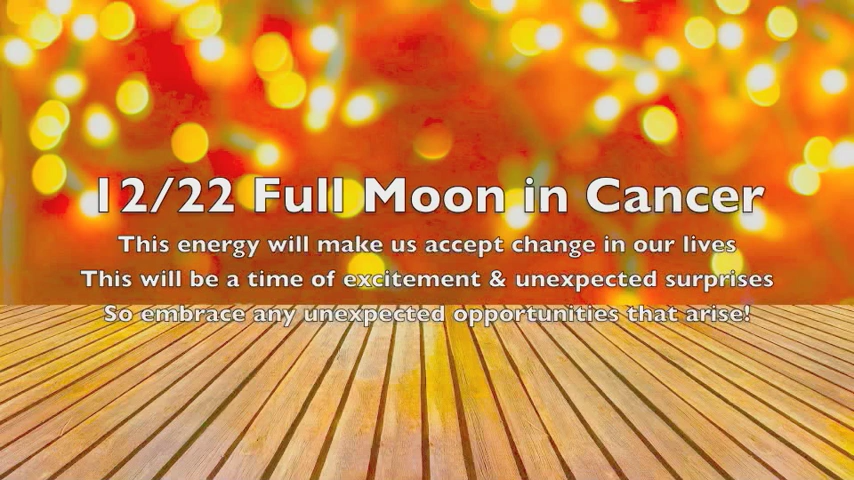 12/22 Full Moon in Cancer
This energy will make us accept change in our lives
This will be a time of excitement & unexpected surprises
So embrace any unexpected opportunities that arise!